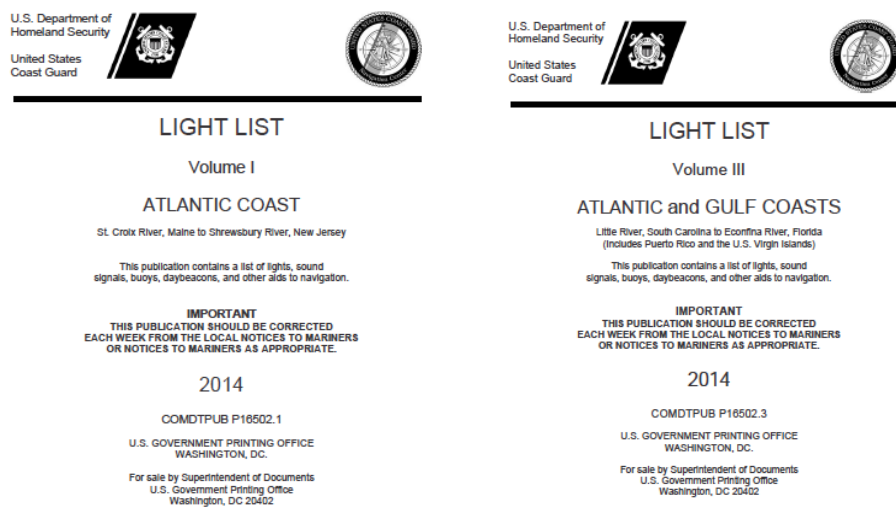 U.S. Department of
Homeland Security
United States
Coast Guard
LIGHT LIST
Volume I
ATLANTIC COAST
St. Croix River, Maine to Shrewsbury River, New Jersey
This publication contains a list of lights, sound
signals, buoys, daybeacons, and other aids to navigation.
IMPORTANT
THIS PUBLICATION SHOULD BE CORRECTED
EACH WEEK FROM THE LOCAL NOTICES TO MARINERS
OR NOTICES TO MARINERS AS APPROPRIATE.
2014
COMDTPUB P16502.1
U.S. GOVERNMENT PRINTING OFFICE
WASHINGTON, DC.
For sale by Superintendent of Documents
U.S. Government Printing Office
Washington, DC 20402
U.S. Department of
Homeland Security
United States
Coast Guard
LIGHT LIST
Volume III
ATLANTIC and GULF COASTS
Little River, South Carolina to Econfina River, Florida
(Includes Puerto Rico and the U.S. Virgin Islands)
This publication contains a list of lights, sound
signals, buoys, daybeacons, and other aids to navigation.
IMPORTANT
THIS PUBLICATION SHOULD BE CORRECTED
EACH WEEK FROM THE LOCAL NOTICES TO MARINERS
OR NOTICES TO MARINERS AS APPROPRIATE.
2014
COMDTPUB P16502.3
U.S. GOVERNMENT PRINTING OFFICE
WASHINGTON, DC.
For sale by Superintendent of Documents
U.S. Government Printing Office
Washington, DC 20402